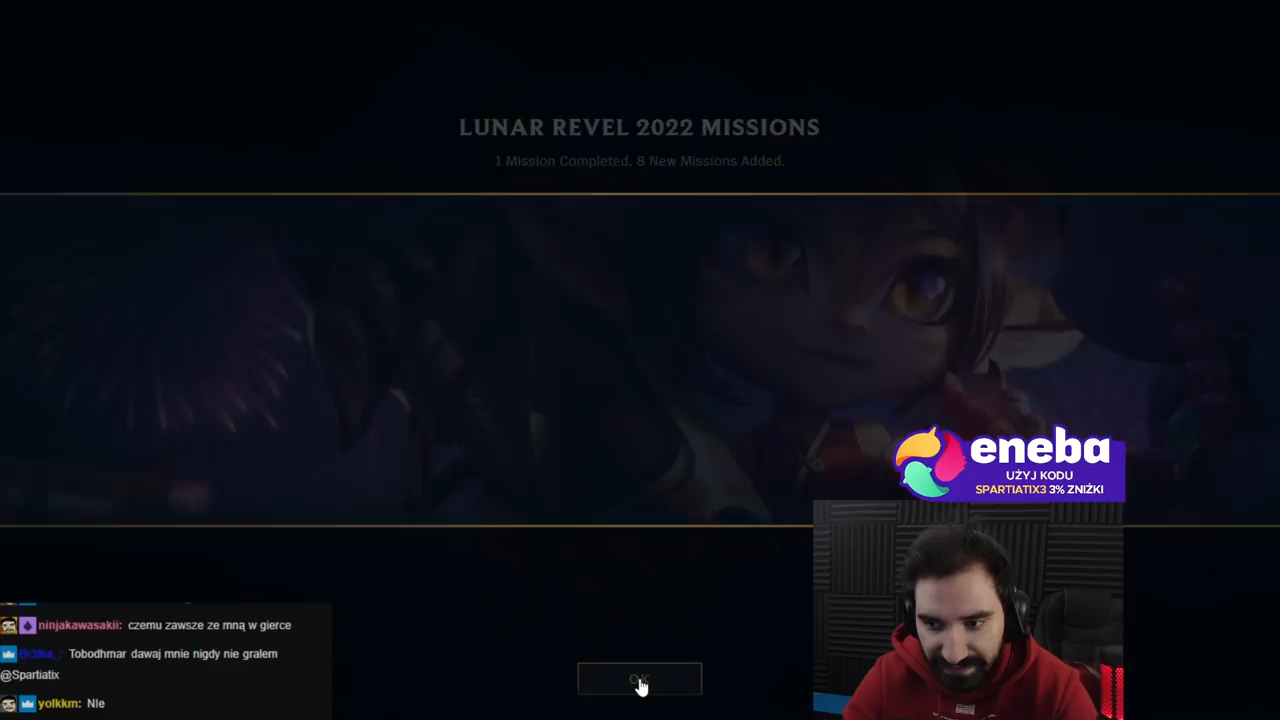 LUNAR REVEL 2022 MISSIONS
1 Mission Completed. 8 New Missions Added.
eneba
UŻYJ KODU
SPARTIATIX3 3% ZNIŻKI
ninjakawasakii: czemu zawsze ze mną w gierce
Tobodhmar dawaj mnie nigdy nie gralem
@Spartiatix
yolkkm: NIe
OK